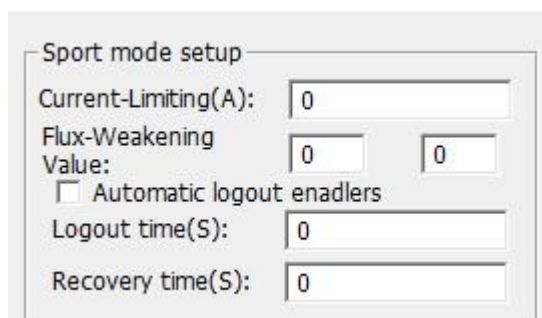 Sport mode setup
Current-Limiting(A): 0
Flux-Weakening
Value: 0 0
Automatic logout enadlers
Logout time(S): 0
Recovery time(S): 0